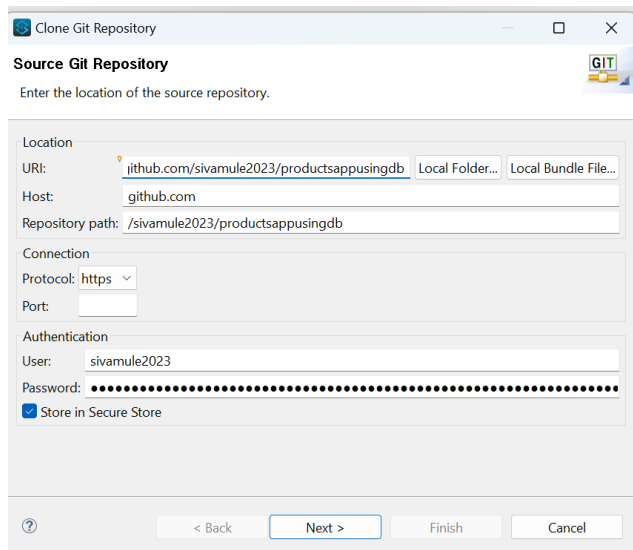 Clone Git Repository
Source Git Repository
GIT
Enter the location of the source repository.
Location
URI: github.com/sivamule2023/productsappusingdb Local Folder... Local Bundle File...
Host: github.com
Repository path: /sivamule2023/productsappusingdb
Connection
Protocol: https
Port:
Authentication
User: sivamule2023
Password: ●●●●●●●●●●●●●●●●●●●●●●●●●●●●●●●●●●●●●●●●●●●●●●●●●●●●●●●●●●●●●●●●●●
Store in Secure Store
? < Back Next > Finish Cancel